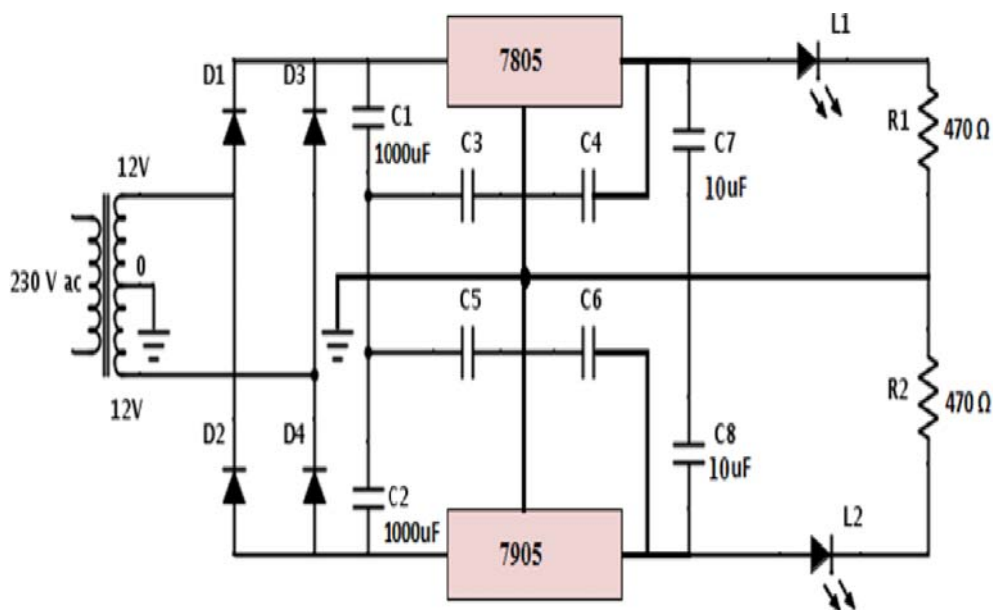 L1
7805
D1
D3
C1
1000uF
C3
C4
C7
10uF
R1
470 Ω
12V
0
230 V ac
12V
C5
C6
R2
470 Ω
D2
D4
C2
1000uF
C8
10uF
7905
L2